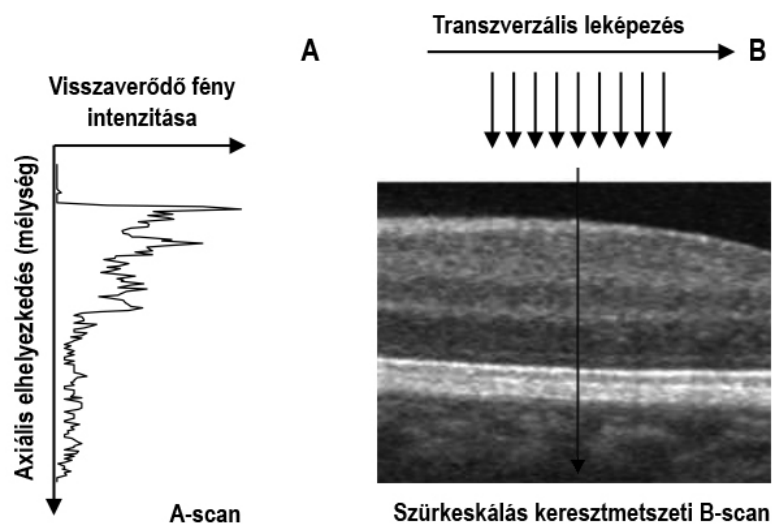 A
Visszaverődő fény
intenzitása
Axiális elhelyezkedés (mélység)
A-scan
Transzverzális leképezés
B
Szürkeskálás keresztmetszeti B-scan